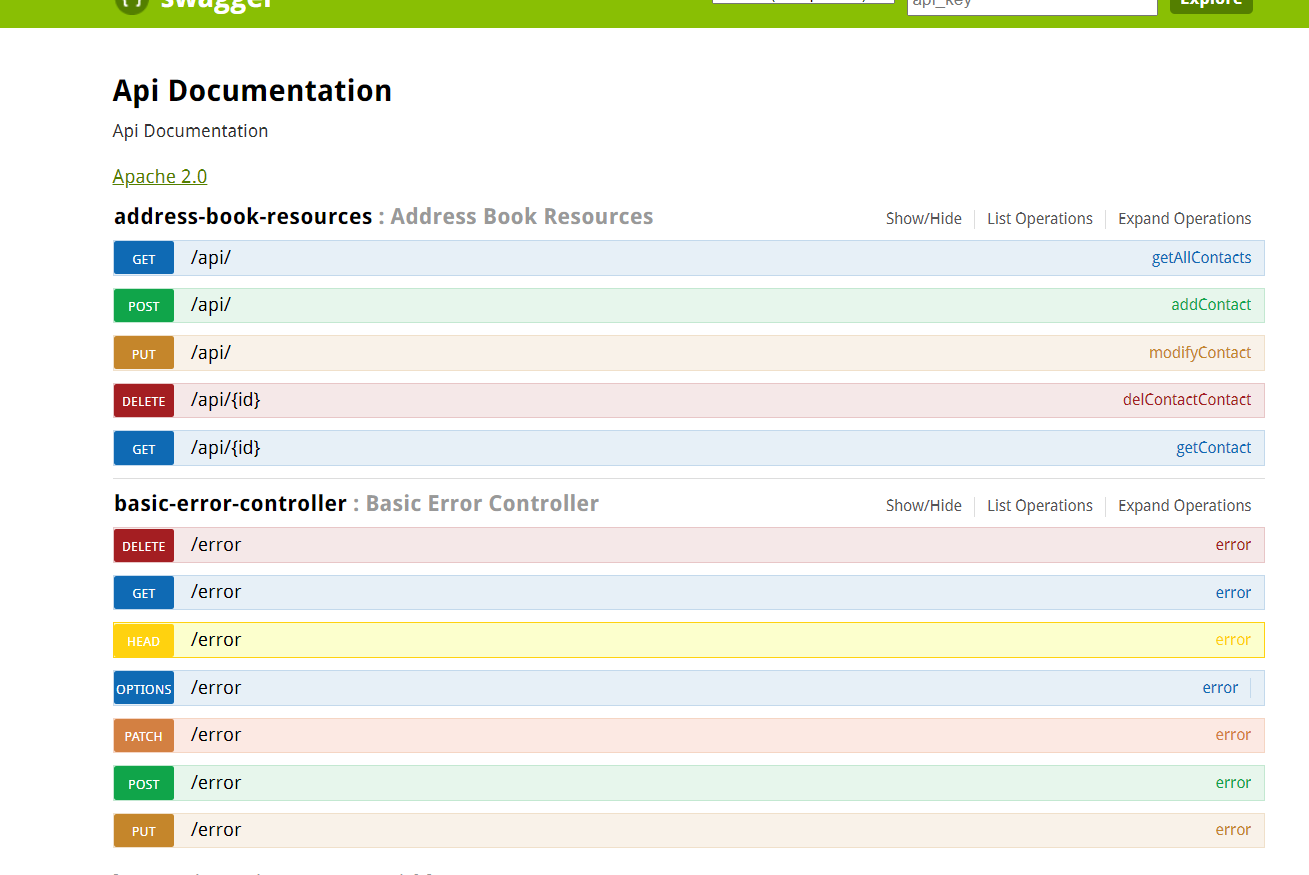 swagger
api_key
Explore
Api Documentation
Api Documentation
Apache 2.0
address-book-resources : Address Book Resources Show/Hide List Operations Expand Operations
GET /api/ getAllContacts
POST /api/ addContact
PUT /api/ modifyContact
DELETE /api/{id} delContactContact
GET /api/{id} getContact
basic-error-controller : Basic Error Controller Show/Hide List Operations Expand Operations
DELETE /error error
GET /error error
HEAD /error error
OPTIONS /error error
PATCH /error error
POST /error error
PUT /error error